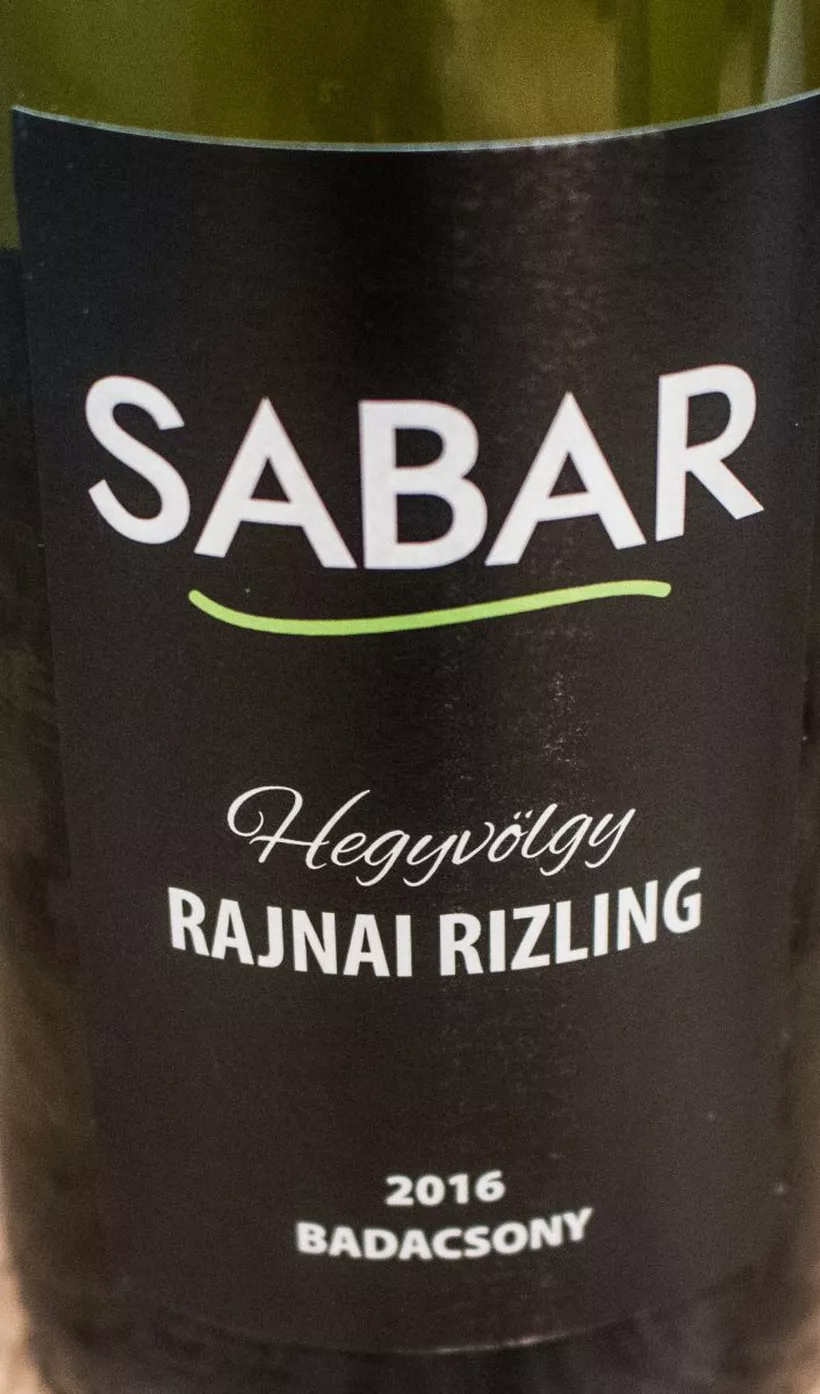 SABAR
Hegyvölgy
RAJNAI RIZLING
2016
BADACSONY